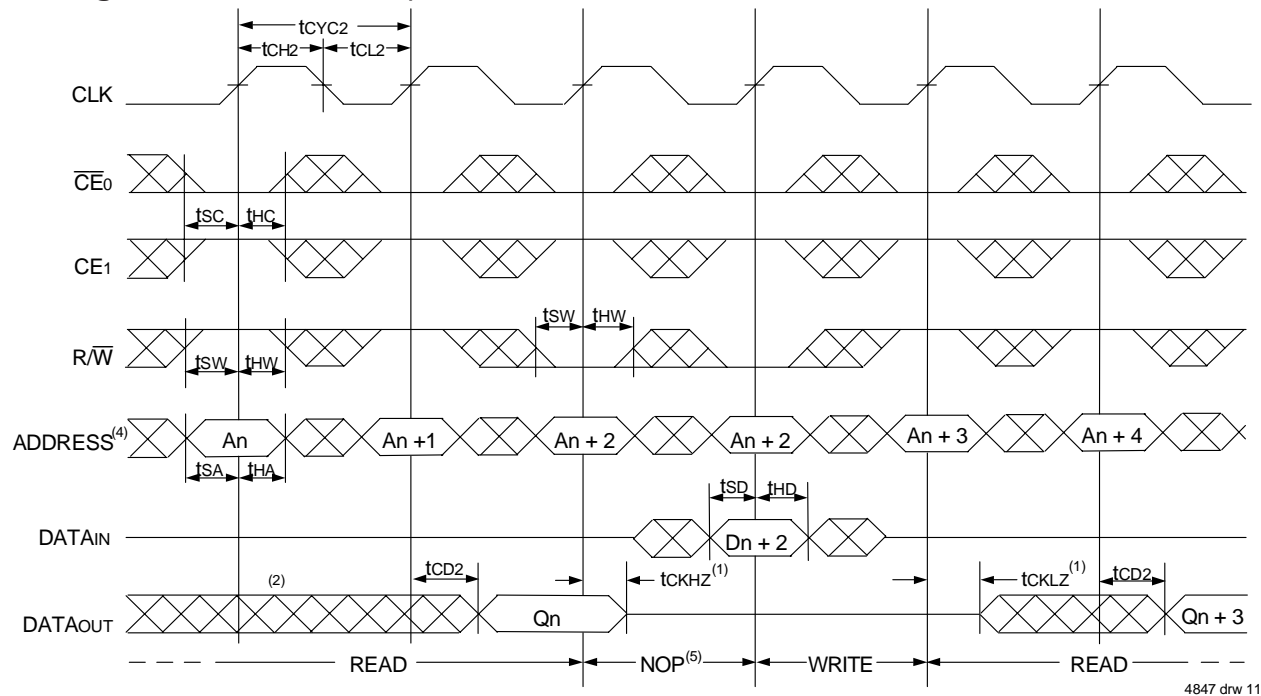 tCYC2
tCH2 tCL2
CLK
CE0
tSC tHC
CE1
tSW tHW
R/W
tSW tHW
ADDRESS(4) An An +1 An + 2 An + 2 An + 3 An + 4
tSA tHA
tSD tHD
DATAIN Dn + 2
(2) tCD2 tCKHZ(1) tCKLZ(1) tCD2
DATAOUT Qn Qn + 3
READ NOP(5) WRITE READ
4847 drw 11